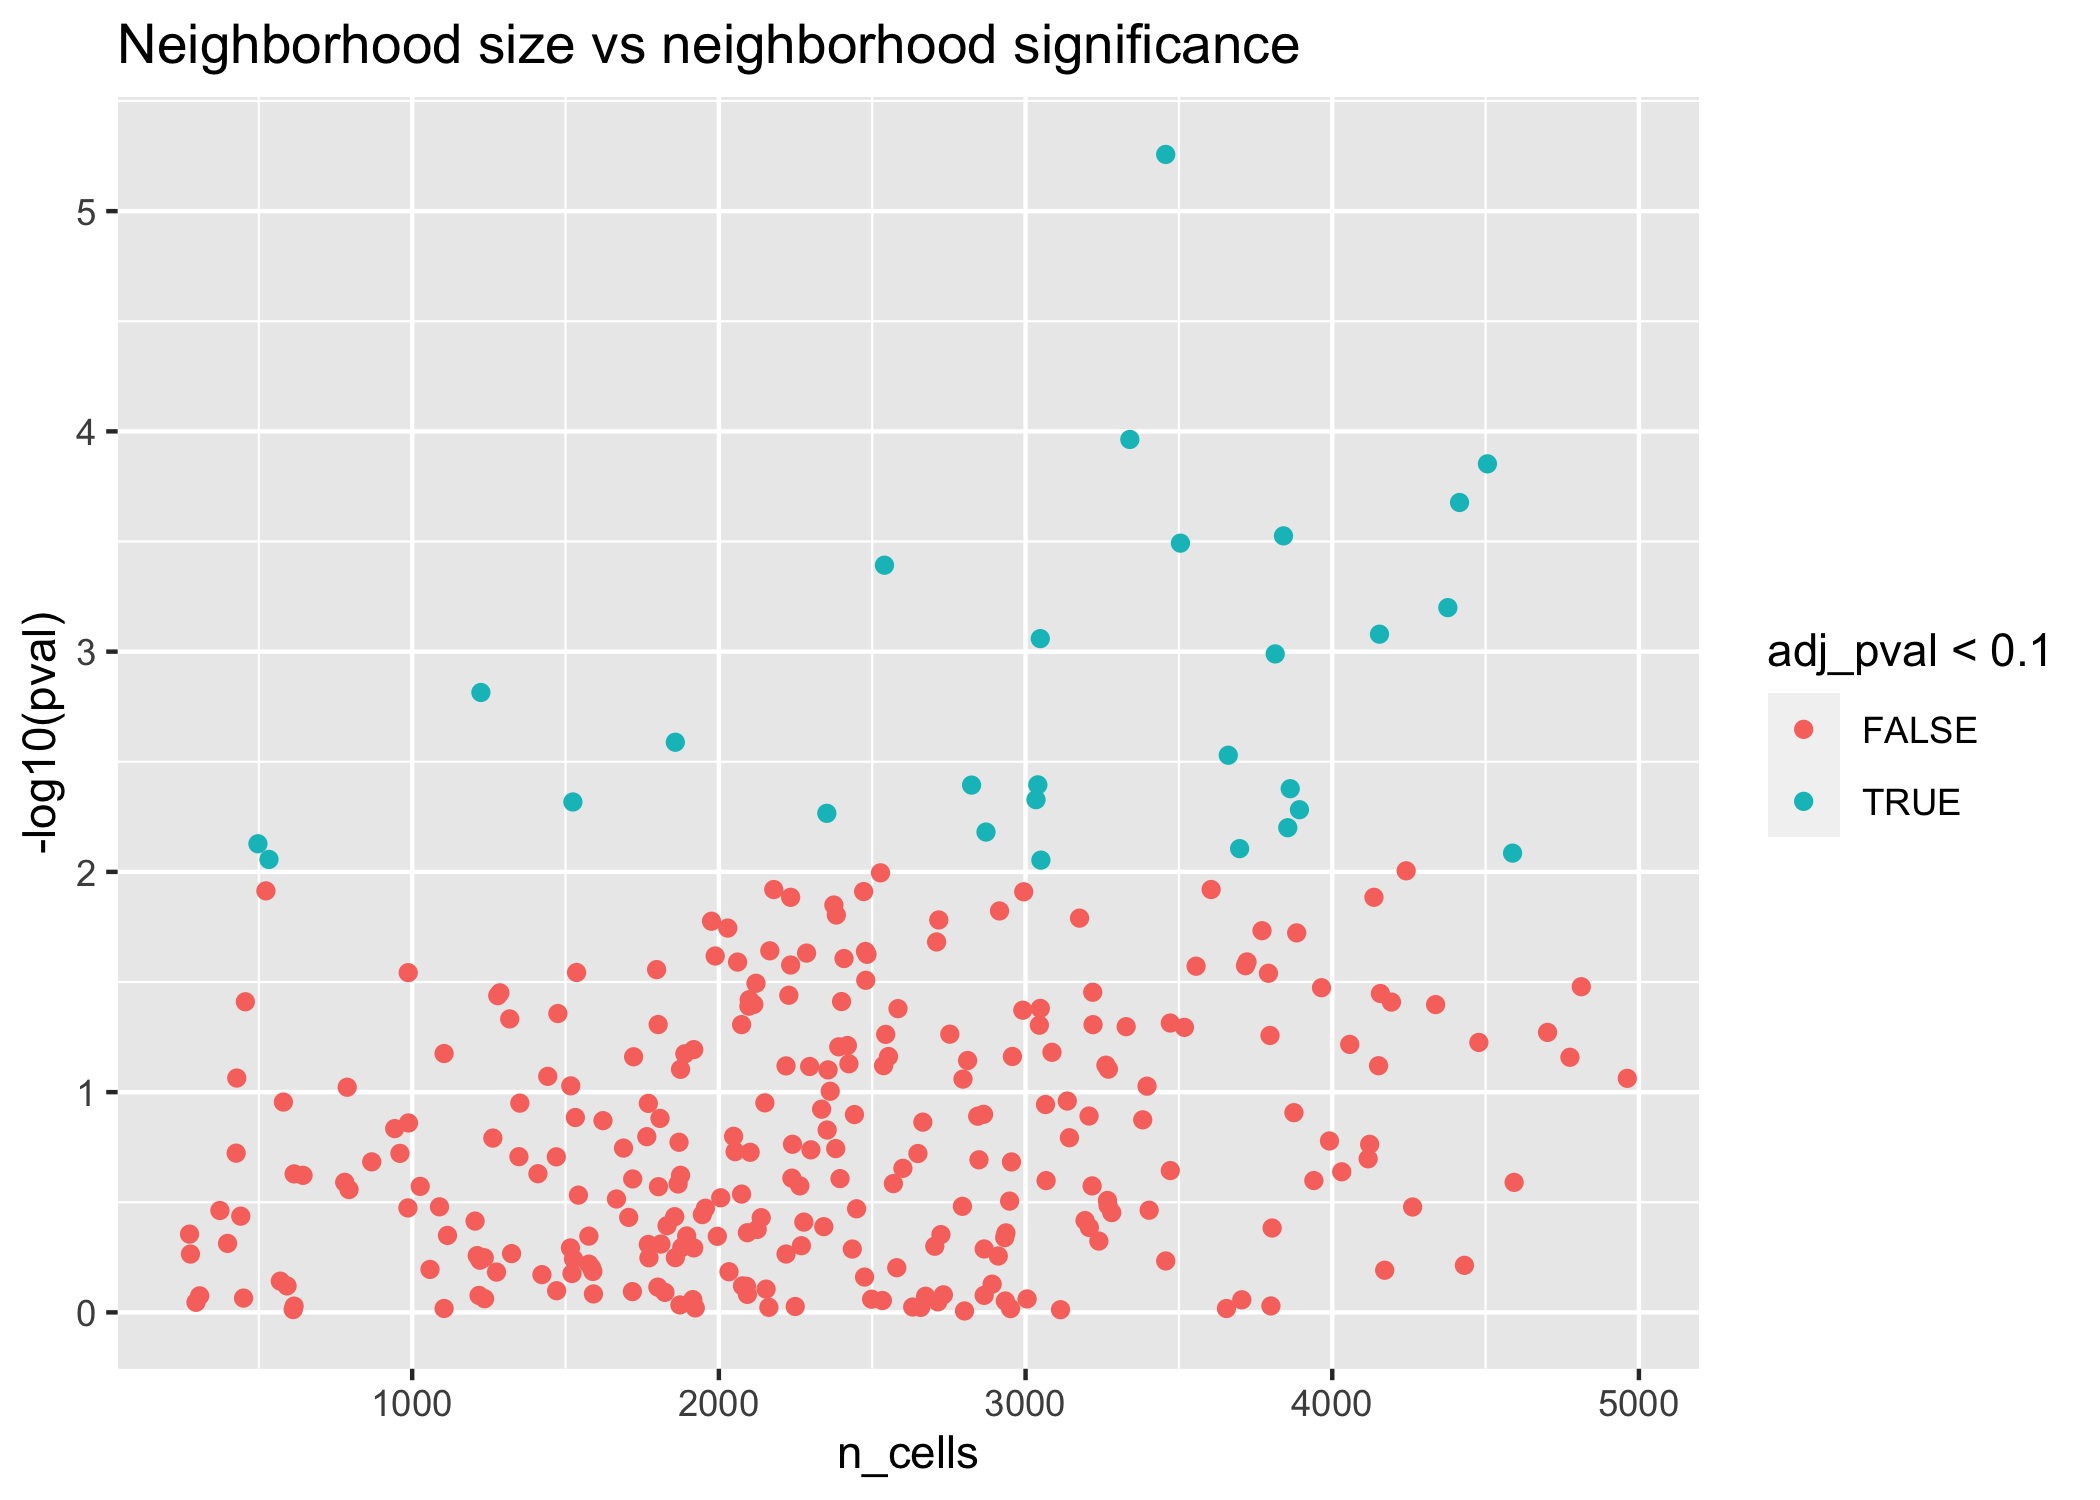 Neighborhood size vs neighborhood significance
-log10(pval)
5
4
3
2
1
0
1000 2000 3000 4000 5000
n_cells
adj_pval < 0.1
FALSE
TRUE